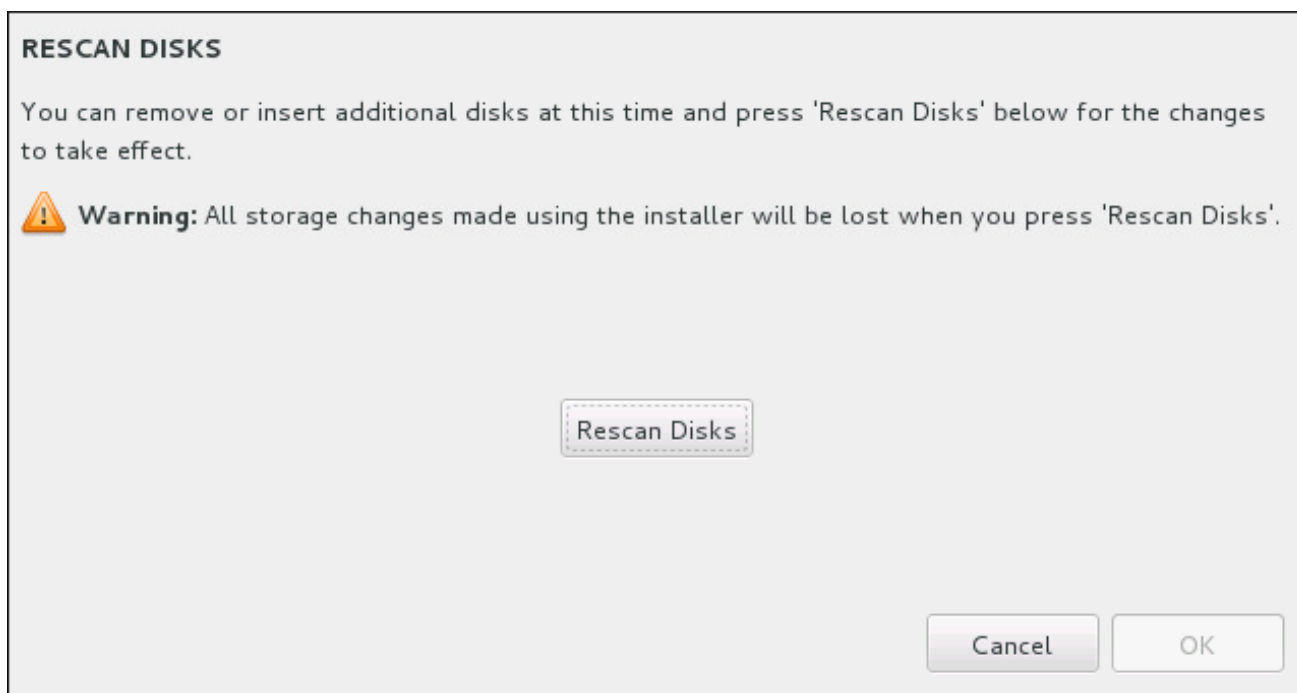 RESCAN DISKS
You can remove or insert additional disks at this time and press 'Rescan Disks' below for the changes
to take effect.
Warning: All storage changes made using the installer will be lost when you press 'Rescan Disks'.
Rescan Disks
Cancel
OK